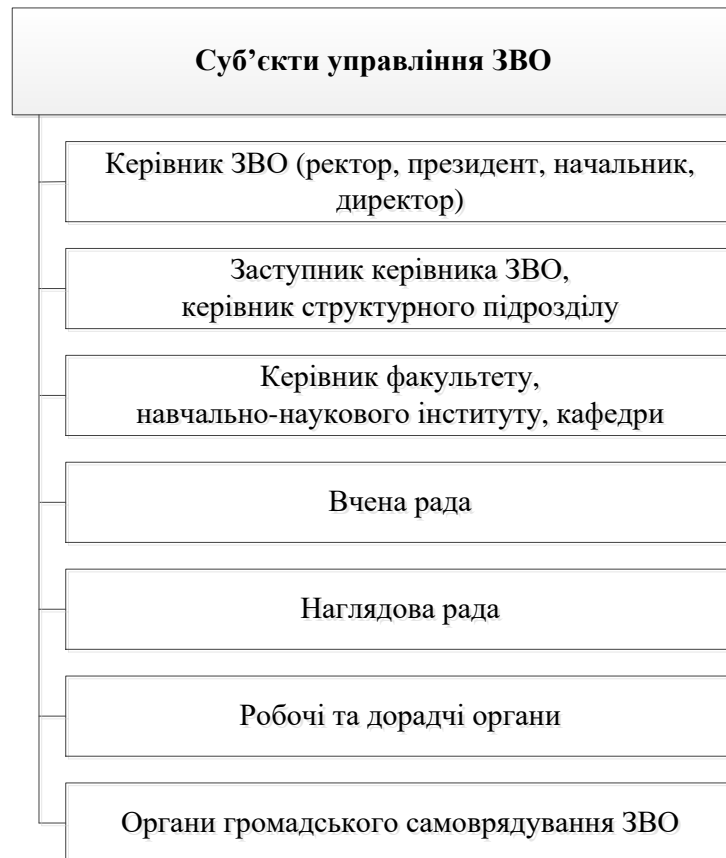 Суб’єкти управління ЗВО
Керівник ЗВО (ректор, президент, начальник,
директор)
Заступник керівника ЗВО,
керівник структурного підрозділу
Керівник факультету,
навчально-наукового інституту, кафедри
Вчена рада
Наглядова рада
Робочі та дорадчі органи
Органи громадського самоврядування ЗВО